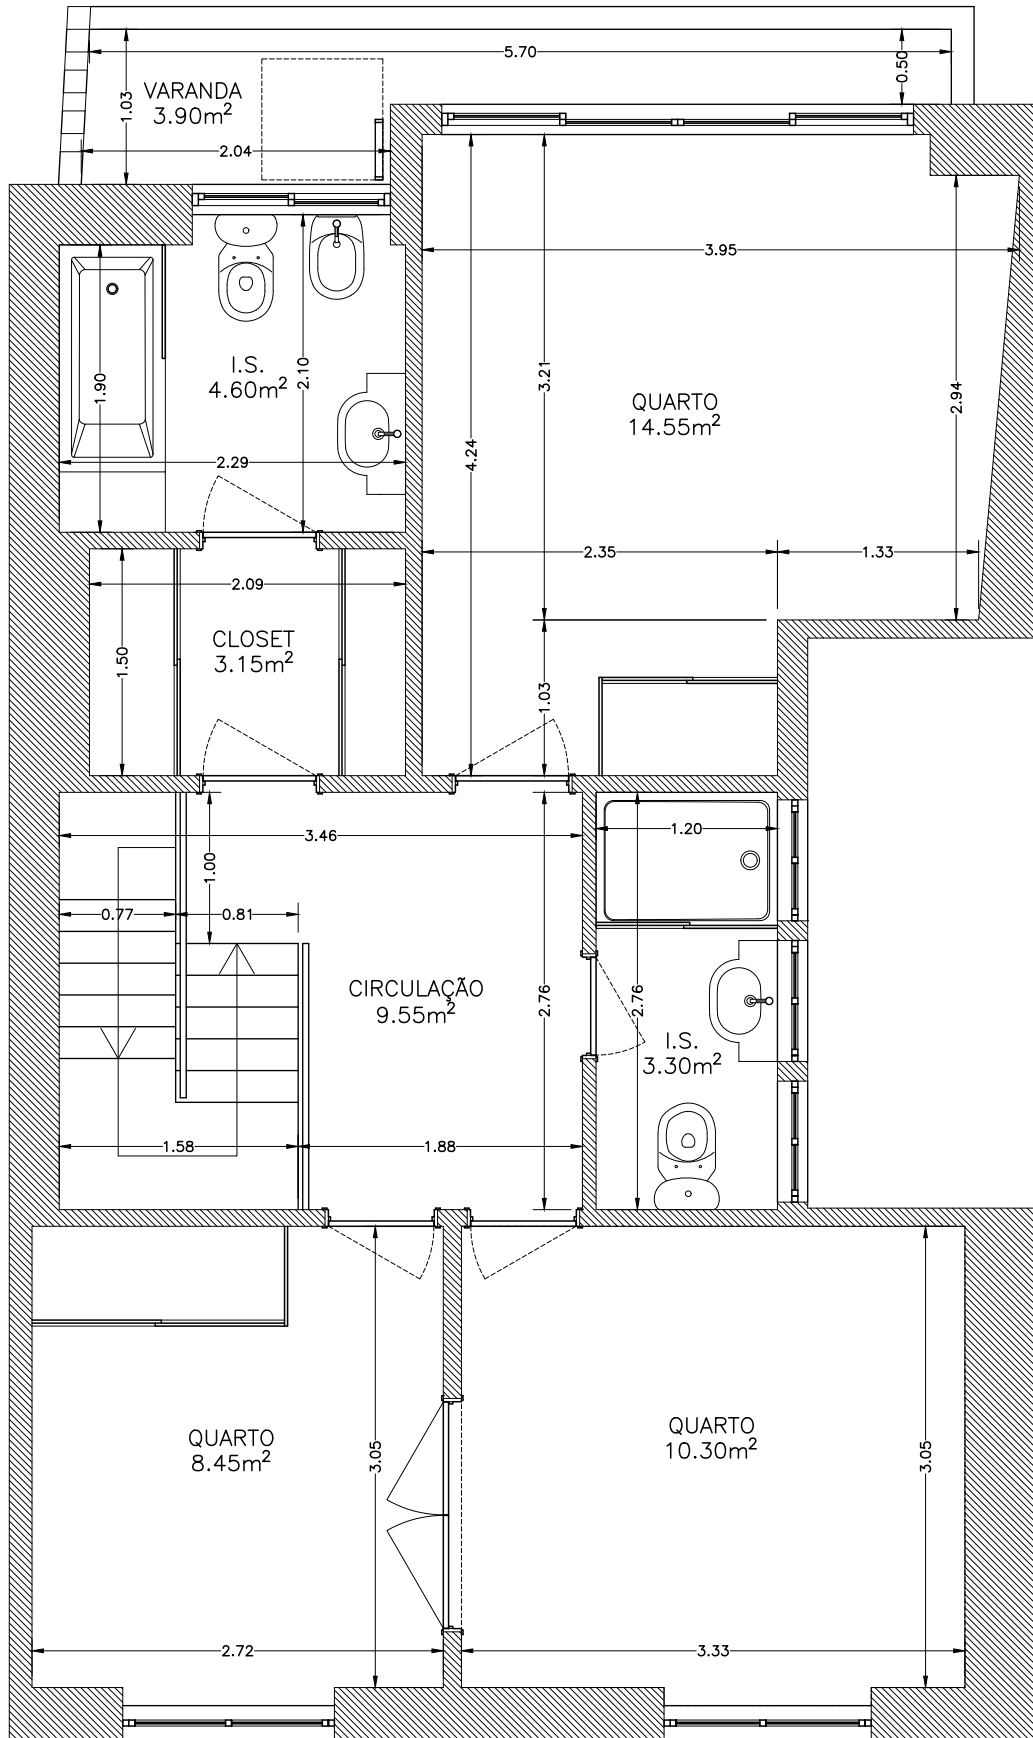 5.70
0.50
VARANDA
3.90m²
1.03
2.04
3.95
I.S.
4.60m²
2.10
1.90
3.21
2.94
QUARTO
14.55m²
4.24
2.29
2.35
1.33
2.09
CLOSET
3.15m²
1.50
1.03
3.46
1.20
1.00
0.77
0.81
CIRCULAÇÃO
9.55m²
2.76
2.76
I.S.
3.30m²
1.58
1.88
QUARTO
8.45m²
3.05
QUARTO
10.30m²
3.05
2.72
3.33